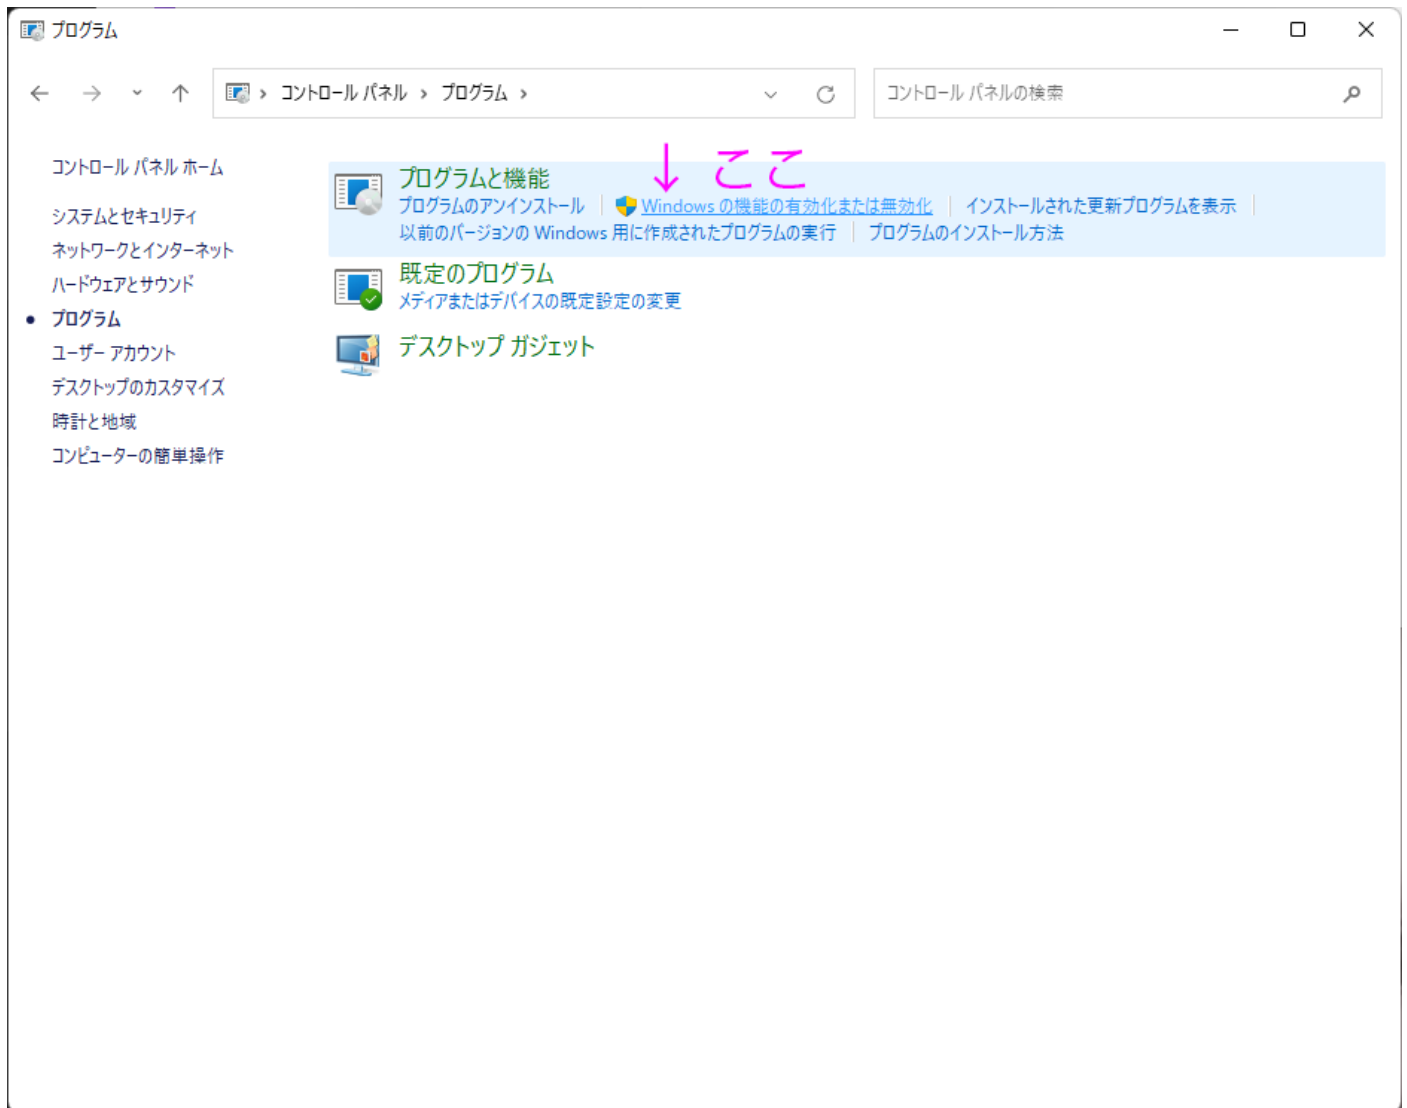 プログラム
コントロール パネル › プログラム ›
コントロール パネルの検索
コントロール パネル ホーム
システムとセキュリティ
ネットワークとインターネット
ハードウェアとサウンド
プログラム
ユーザー アカウント
デスクトップのカスタマイズ
時計と地域
コンピューターの簡単操作
↓ ここ
プログラムと機能
プログラムのアンインストール Windows の機能の有効化または無効化 インストールされた更新プログラムを表示
以前のバージョンの Windows 用に作成されたプログラムの実行 プログラムのインストール方法
既定のプログラム
メディアまたはデバイスの既定設定の変更
デスクトップ ガジェット